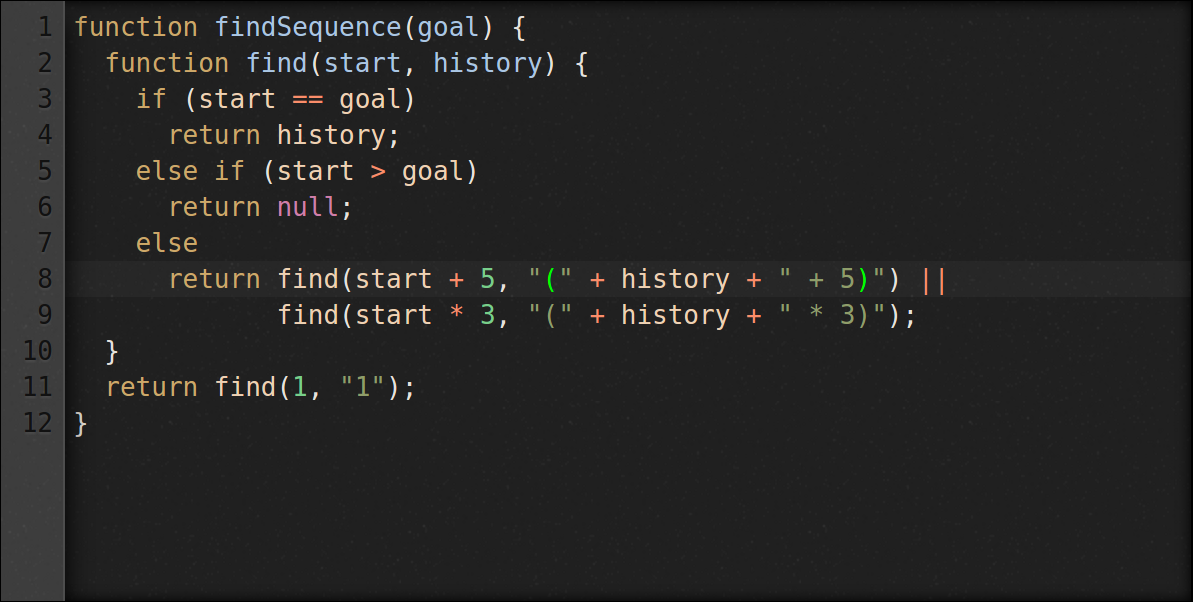 1 function findSequence(goal) {
2   function find(start, history) {
3     if (start == goal)
4       return history;
5     else if (start > goal)
6       return null;
7     else
8       return find(start + 5, "(" + history + " + 5)") ||
9              find(start * 3, "(" + history + " * 3)");
10   }
11   return find(1, "1");
12 }